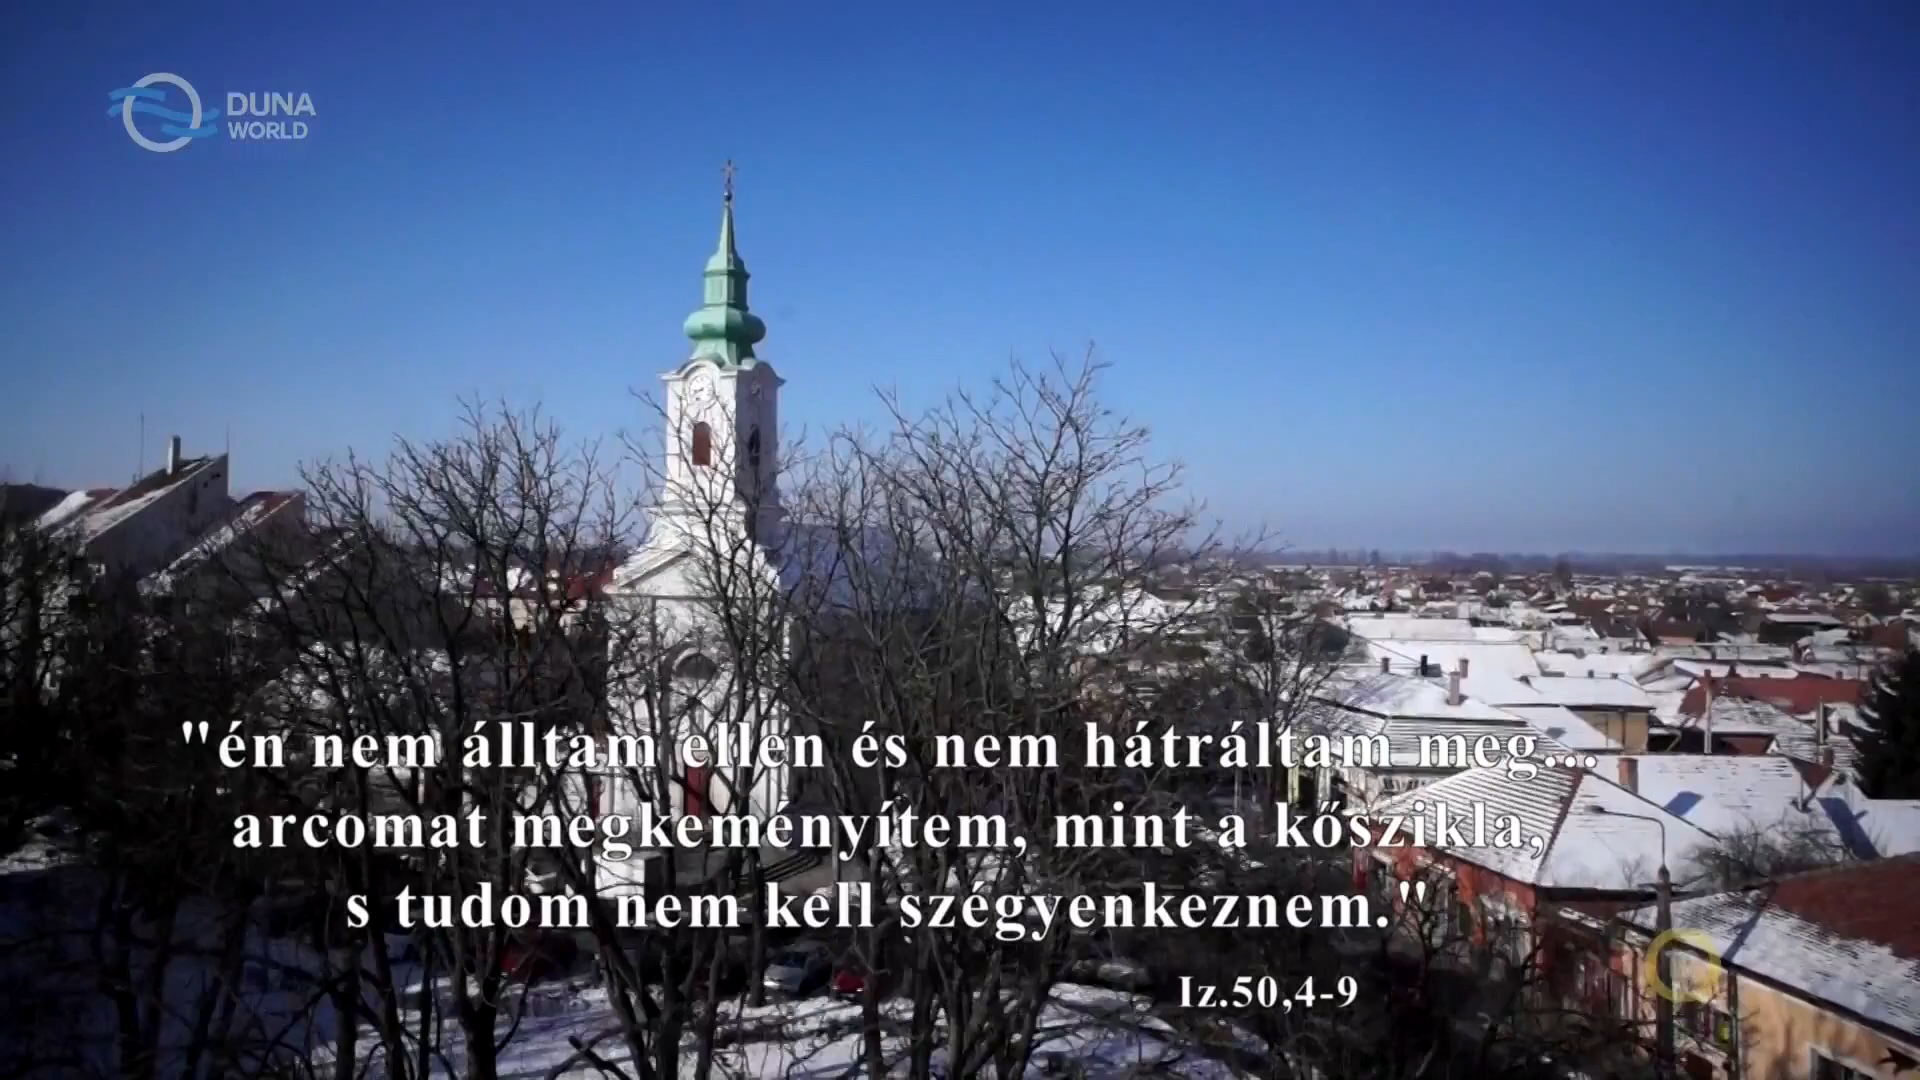 DUNA
WORLD
"én nem álltam ellen és nem hátráltam meg...
arcomat megkeményítem, mint a kőszikla,
s tudom nem kell szégyenkeznem."
Iz.50,4-9